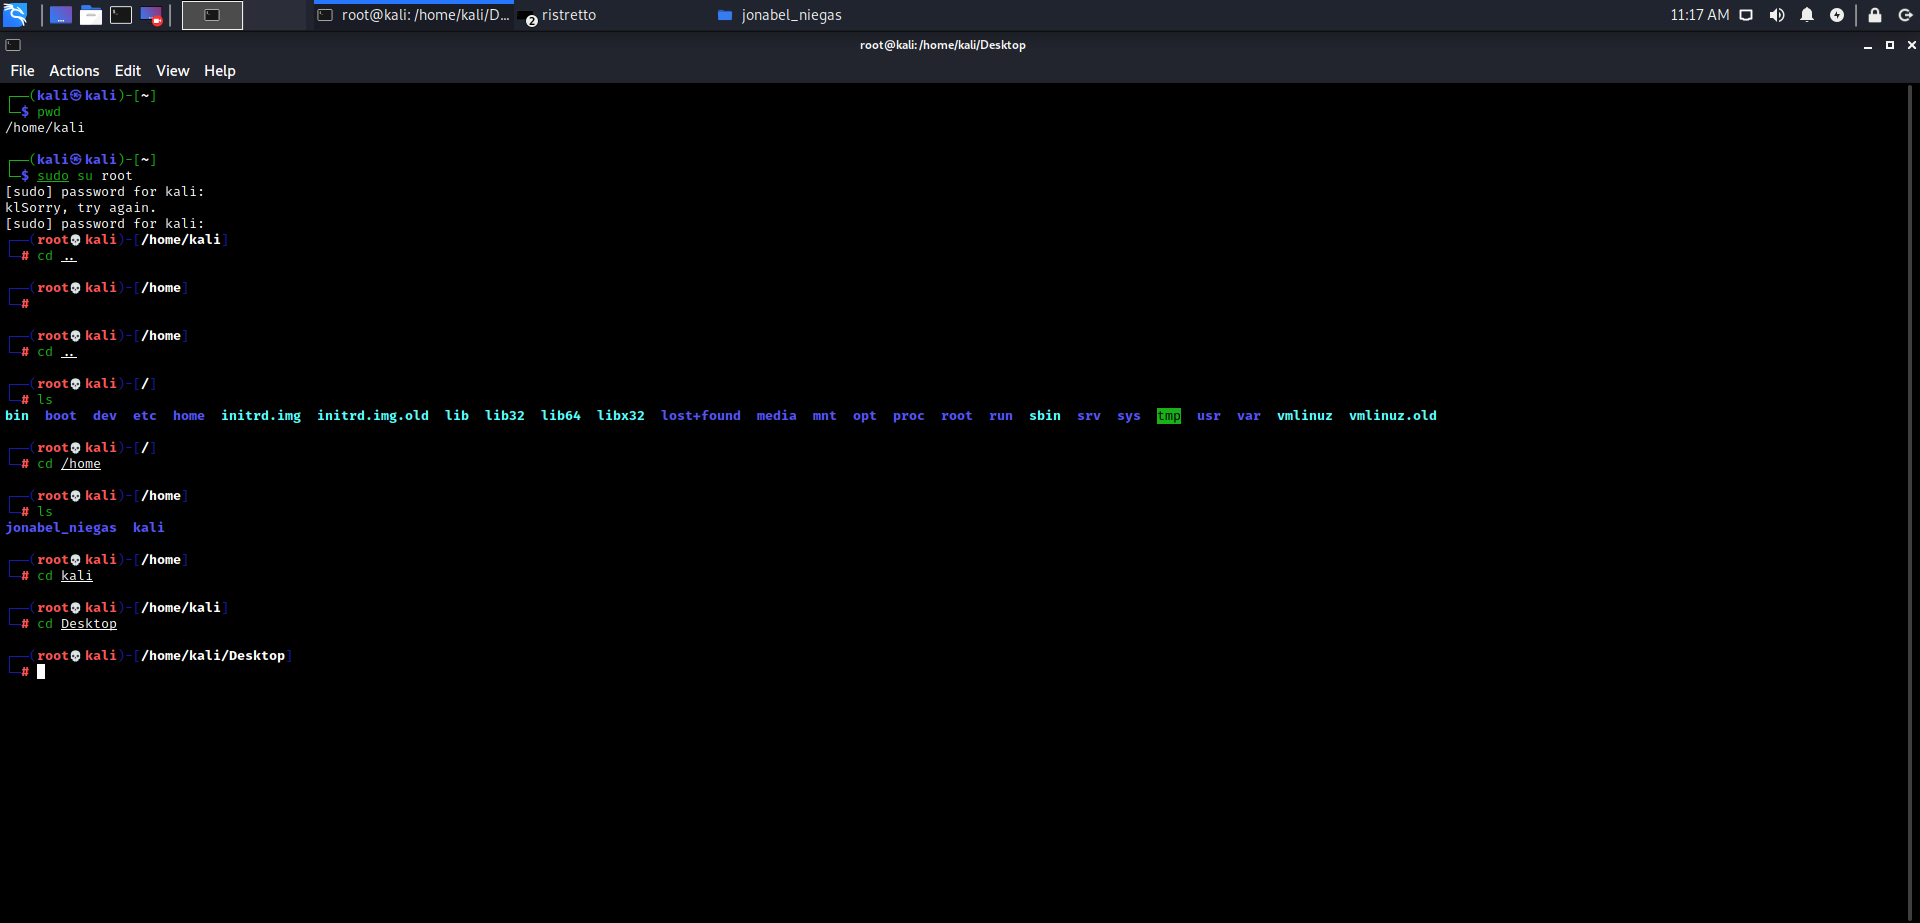 root@kali: /home/kali/D...
2 ristretto
jonabel_niegas
11:17 AM
root@kali: /home/kali/Desktop
File Actions Edit View Help
┌──(kali㉿kali)-[~]
└─$ pwd
/home/kali
┌──(kali㉿kali)-[~]
└─$ sudo su root
[sudo] password for kali:
klSorry, try again.
[sudo] password for kali:
┌──(root💀kali)-[/home/kali]
└─# cd ..
┌──(root💀kali)-[/home]
└─#
┌──(root💀kali)-[/home]
└─# cd ..
┌──(root💀kali)-[/]
└─# ls
bin boot dev etc home initrd.img initrd.img.old lib lib32 lib64 libx32 lost+found media mnt opt proc root run sbin srv sys tmp usr var vmlinuz vmlinuz.old
┌──(root💀kali)-[/]
└─# cd /home
┌──(root💀kali)-[/home]
└─# ls
jonabel_niegas kali
┌──(root💀kali)-[/home]
└─# cd kali
┌──(root💀kali)-[/home/kali]
└─# cd Desktop
┌──(root💀kali)-[/home/kali/Desktop]
└─#